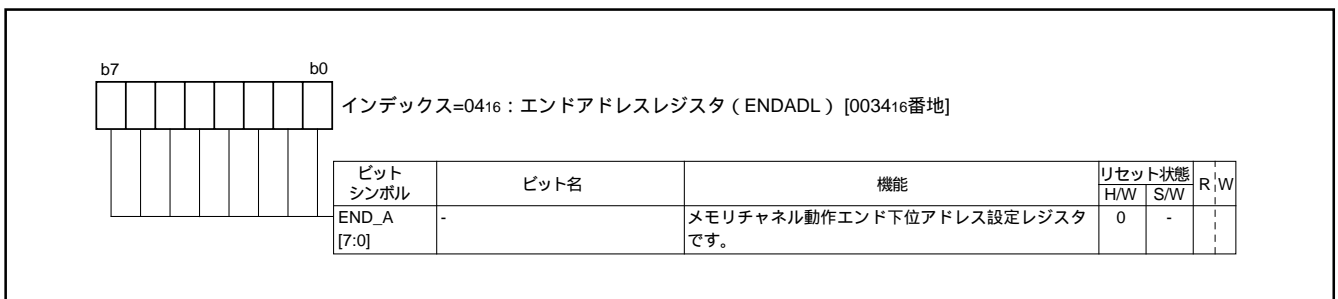 b7 b0
インデックス=0416：エンドアドレスレジスタ（ENDADL）[003416番地]
ビットシンボル ビット名 機能 リセット状態 H/W S/W R W
END_A [7:0] - メモリチャネル動作エンド下位アドレス設定レジスタです。 0 -